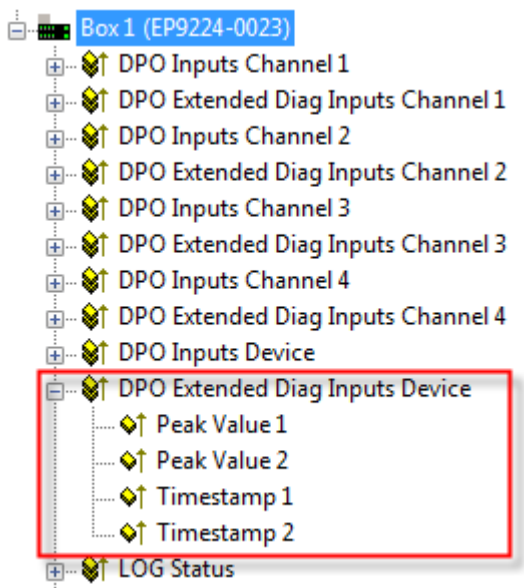 Box 1 (EP9224-0023)
DPO Inputs Channel 1
DPO Extended Diag Inputs Channel 1
DPO Inputs Channel 2
DPO Extended Diag Inputs Channel 2
DPO Inputs Channel 3
DPO Extended Diag Inputs Channel 3
DPO Inputs Channel 4
DPO Extended Diag Inputs Channel 4
DPO Inputs Device
DPO Extended Diag Inputs Device
Peak Value 1
Peak Value 2
Timestamp 1
Timestamp 2
LOG Status